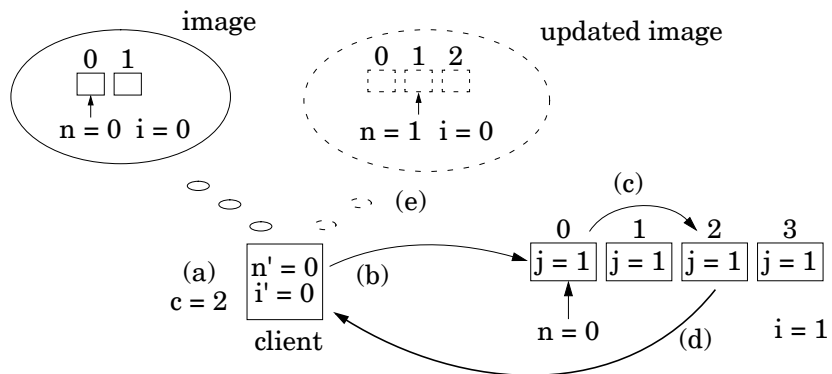 image
updated image
0 1
n = 0 i = 0
0 1 2
n = 1 i = 0
(e)
(c)
0 1 2 3
j = 1 j = 1 j = 1 j = 1
(a)
c = 2
n' = 0
i' = 0
client
(b)
n = 0
(d)
i = 1